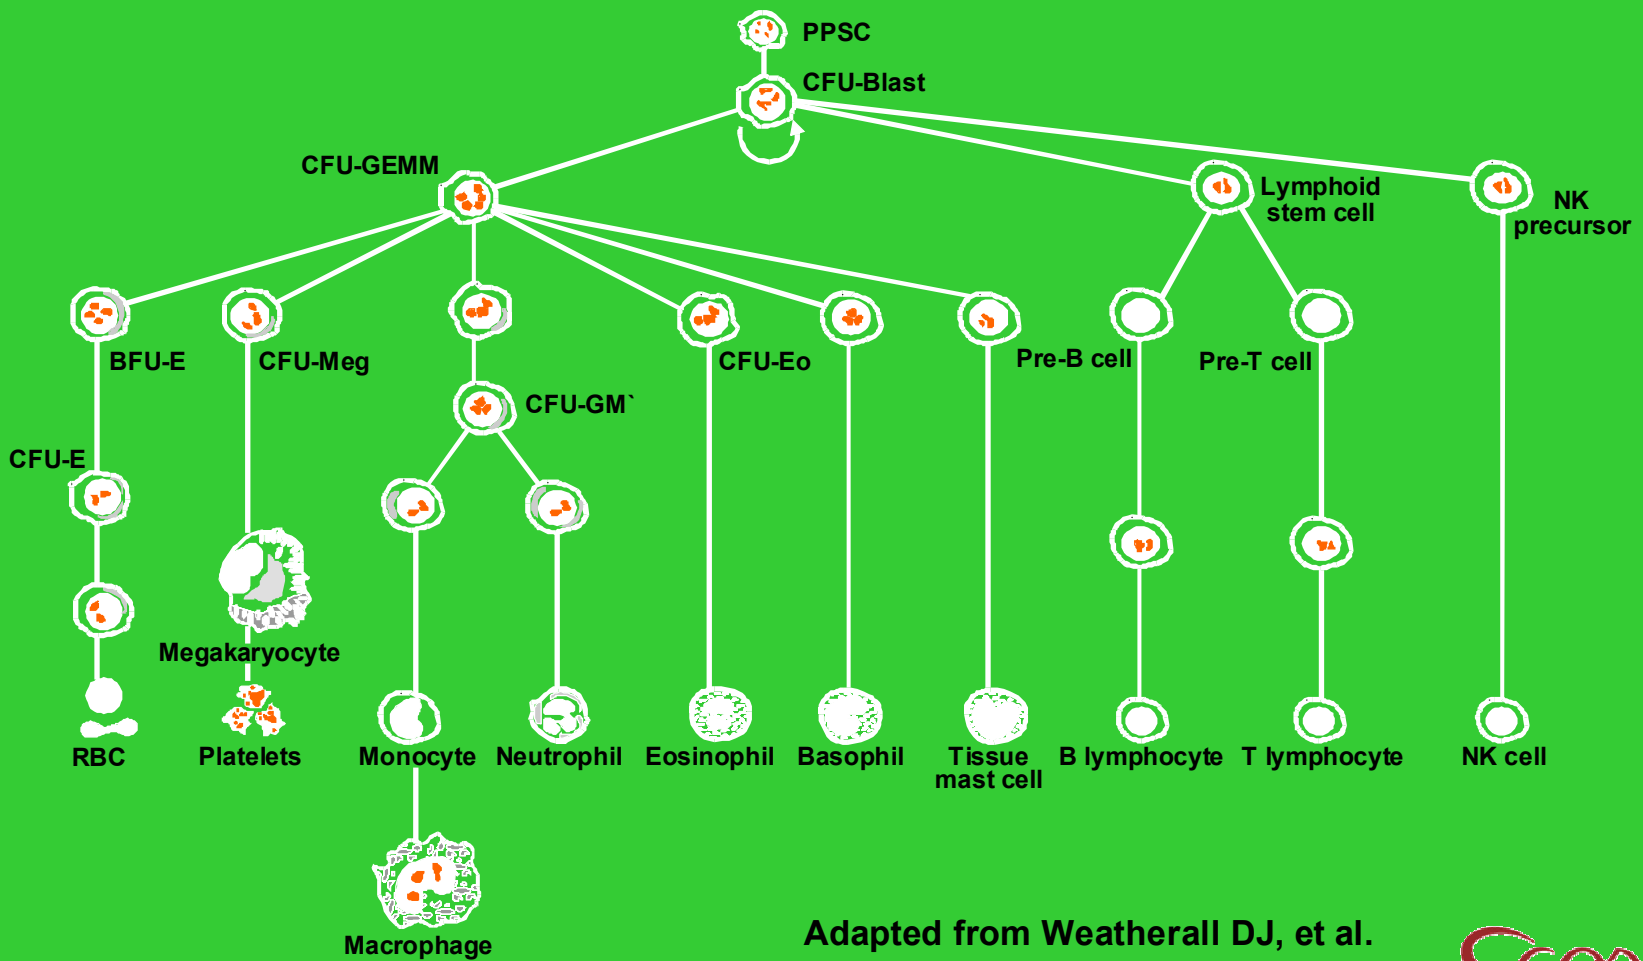 PPSC
CFU-Blast
CFU-GEMM
Lymphoid
stem cell
NK
precursor
BFU-E
CFU-Meg
CFU-Eo
Pre-B cell
Pre-T cell
CFU-GM`
CFU-E
Megakaryocyte
RBC
Platelets
Monocyte
Neutrophil
Eosinophil
Basophil
Tissue
mast cell
B lymphocyte
T lymphocyte
NK cell
Macrophage
Adapted from Weatherall DJ, et al.